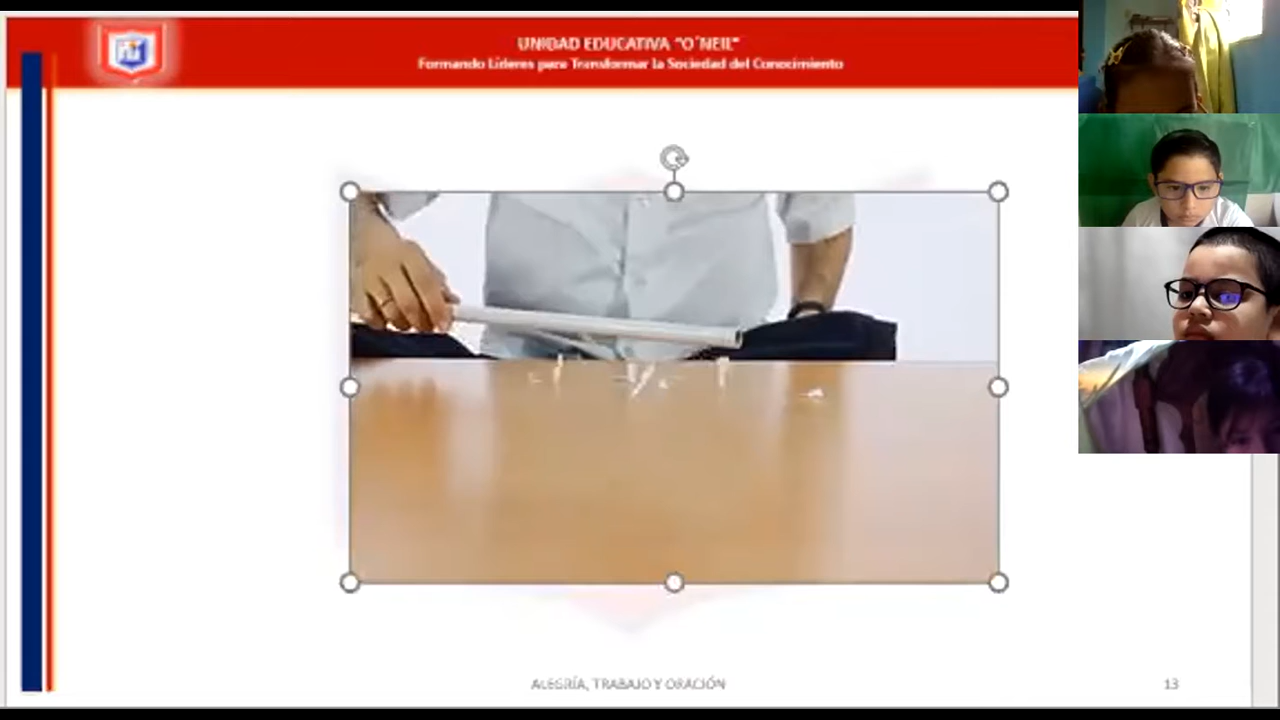 UNIDAD EDUCATIVA "O´NEIL"
Formando Líderes para Transformar la Sociedad del Conocimiento
ALEGRÍA, TRABAJO Y ORACIÓN
13